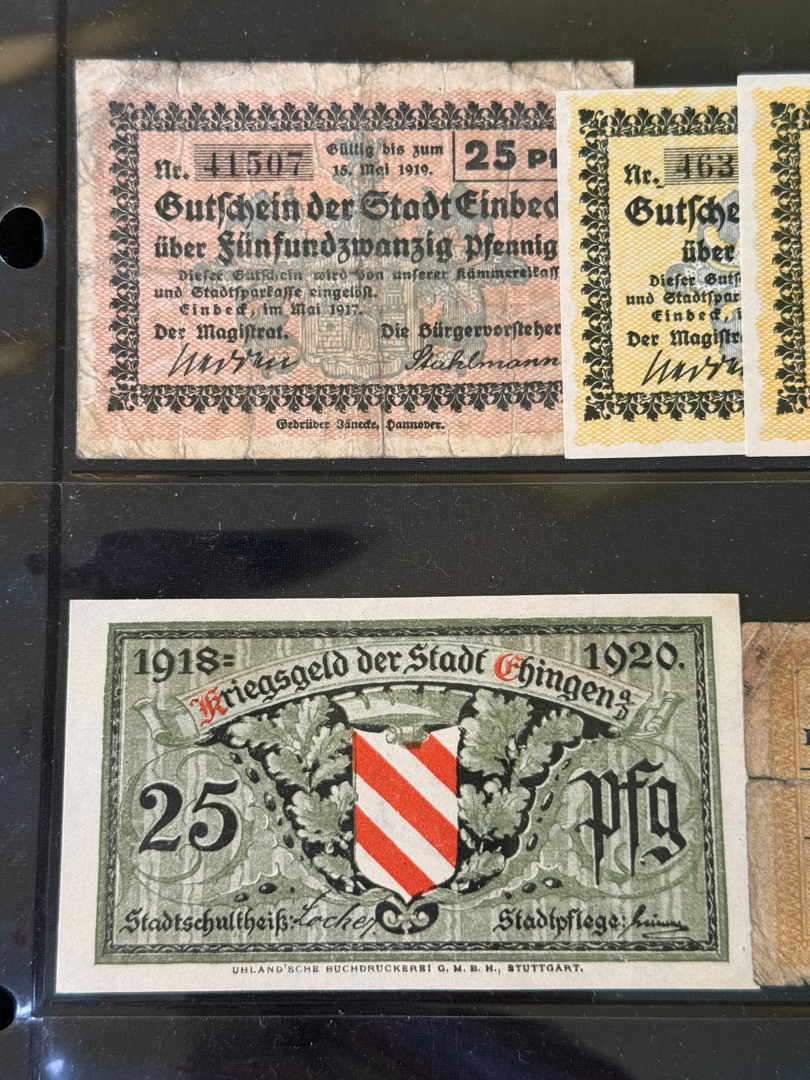 Nr. 41507 Gültig bis zum 15. Mai 1919. 25 Pf
Gutschein der Stadt Einbec
über Fünfundzwanzig Pfennig
Dieser Gutschein wird von unserer Kämmereikass
und Stadtsparkasse eingelöst.
Einbeck, im Mai 1917.
Der Magistrat. Die Bürgervorsteher
Stahlmann
Gebrüder Jänecke, Hannover.
Nr. 463
Gutsche
über
Dieser Guts
und Stadtspar
Einbeck, i
Der Magistr
1918= 1920.
Kriegsgeld der Stadt Ehingen a/D
25 Pfg
Stadtschultheiß: Locher Stadtpflege:
UHLAND'SCHE BUCHDRUCKEREI G. M. B. H., STUTTGART.